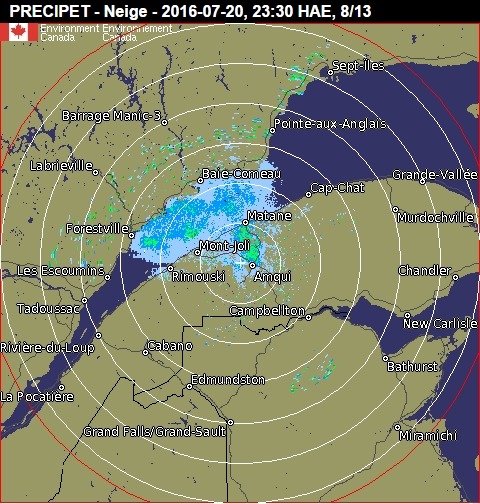 PRECIPET - Neige - 2016-07-20, 23:30 HAE, 8/13
Environment Environnement
Canada Canada
Sept-Îles
Barrage Manic-3
Pointe-aux-Anglais
Labrieville
Baie-Comeau
Grande-Vallée
Cap-Chat
Matane
Murdochville
Forestville
Mont-Joli
Les Escoumins
Rimouski
Amqui
Chandler
Tadoussac
Campbellton
New Carlisle
Rivière-du-Loup
Cabano
Bathurst
Edmundston
La Pocatière
Grand Falls/Grand-Sault
Miramichi